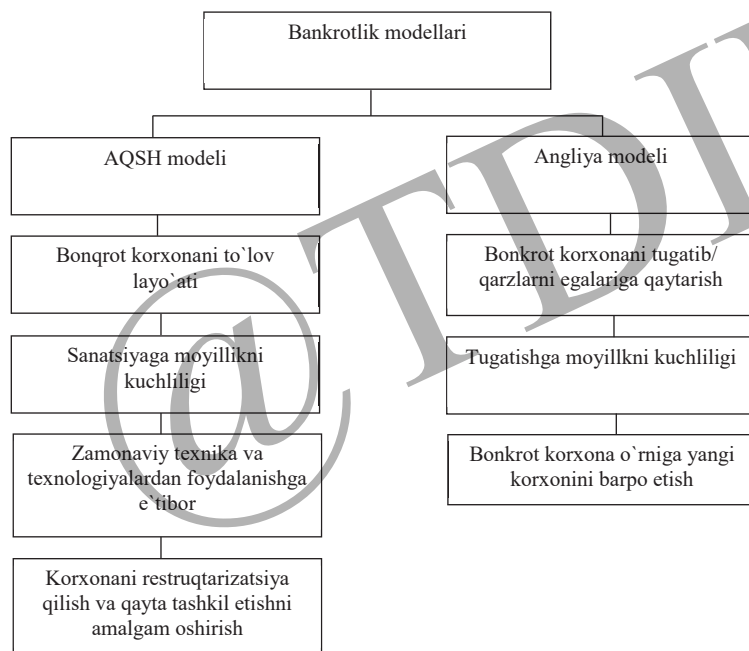 Bankrotlik modellari
AQSH modeli
Angliya modeli
Bonqrot korxonani to`lov
layo`ati
Bonkrot korxonani tugatib/
qarzlarni egalariga qaytarish
Sanatsiyaga moyillikni
kuchliligi
Tugatishga moyillkni kuchliligi
Zamonaviy texnika va
texnologiyalardan foydalanishga
e`tibor
Bonkrot korxona o`rniga yangi
korxonini barpo etish
Korxonani restruqtarizatsiya
qilish va qayta tashkil etishni
amalgam oshirish